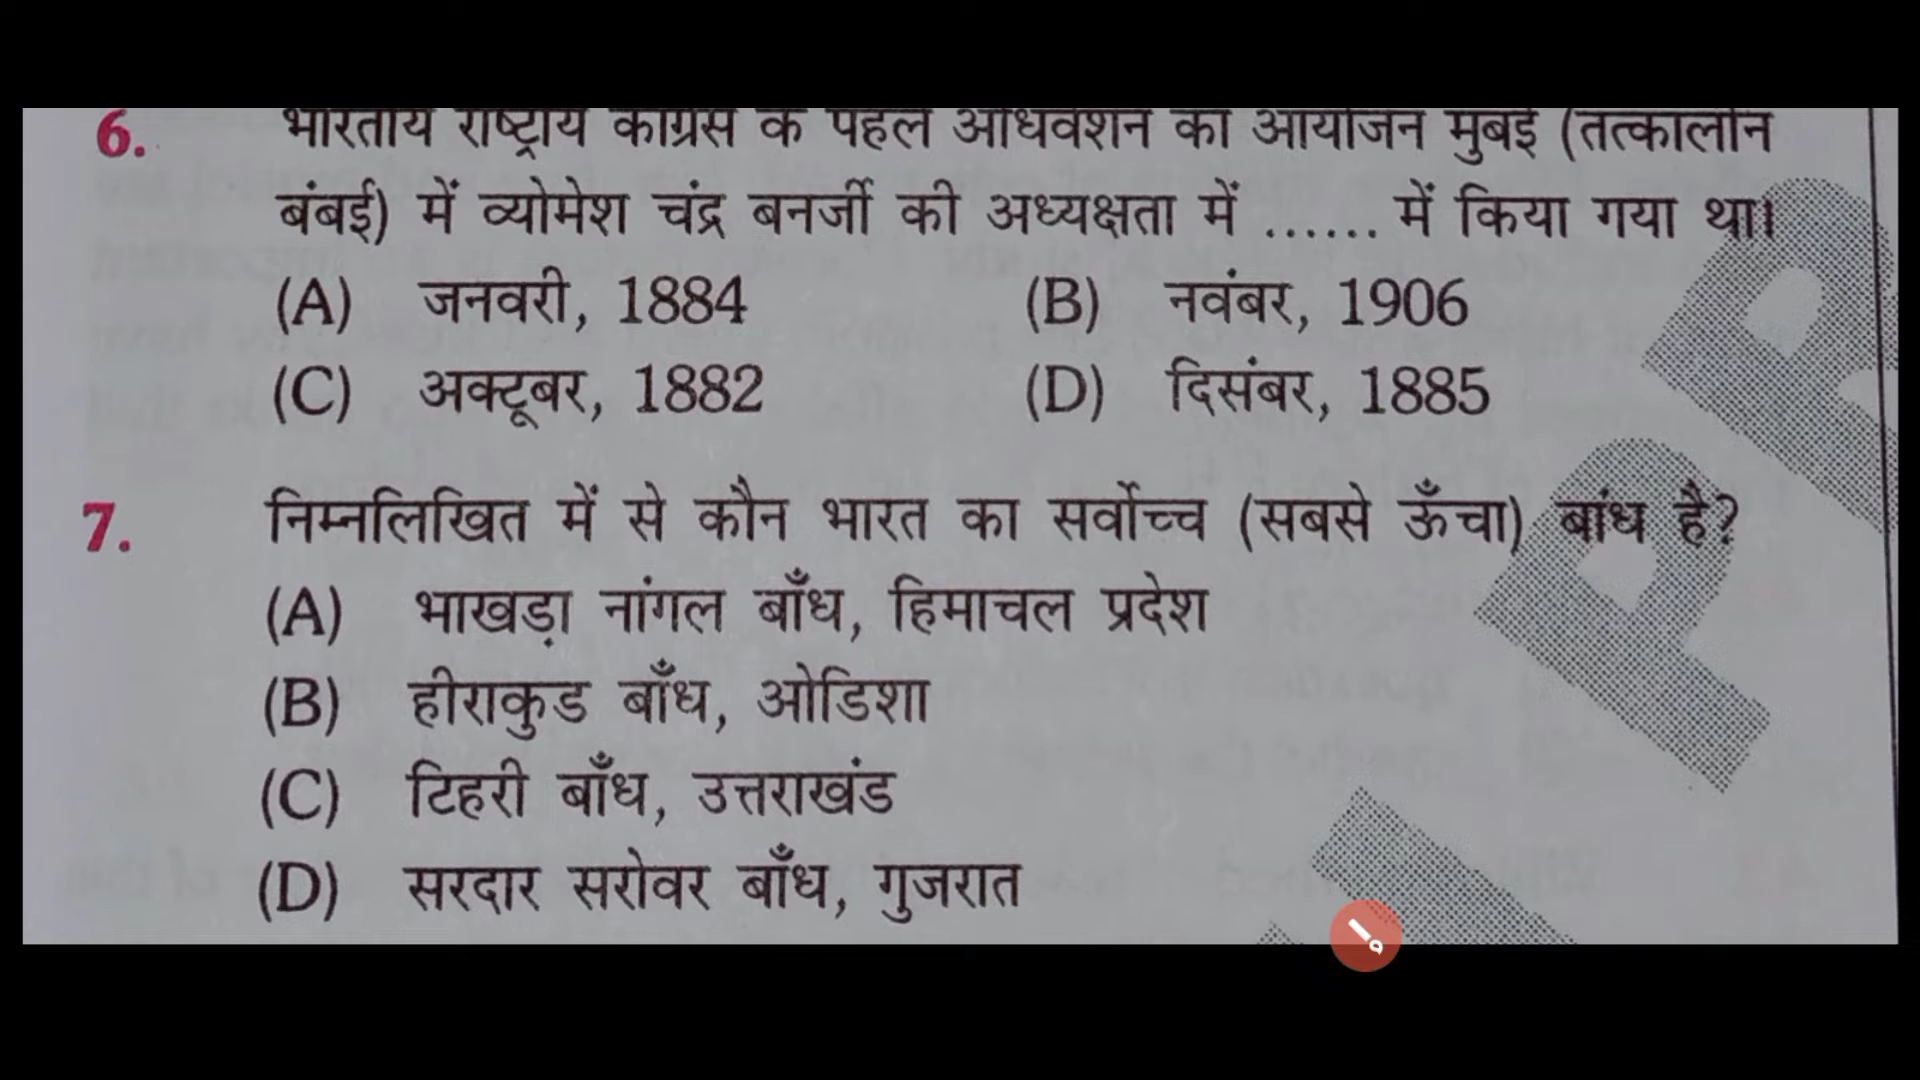 6. भारतीय राष्ट्रीय कांग्रेस के पहले अधिवेशन का आयोजन मुंबई (तत्कालीन
बंबई) में व्योमेश चंद्र बनर्जी की अध्यक्षता में ...... में किया गया था।
(A) जनवरी, 1884 (B) नवंबर, 1906
(C) अक्टूबर, 1882 (D) दिसंबर, 1885
7. निम्नलिखित में से कौन भारत का सर्वोच्च (सबसे ऊँचा) बांध है?
(A) भाखड़ा नांगल बाँध, हिमाचल प्रदेश
(B) हीराकुड बाँध, ओडिशा
(C) टिहरी बाँध, उत्तराखंड
(D) सरदार सरोवर बाँध, गुजरात